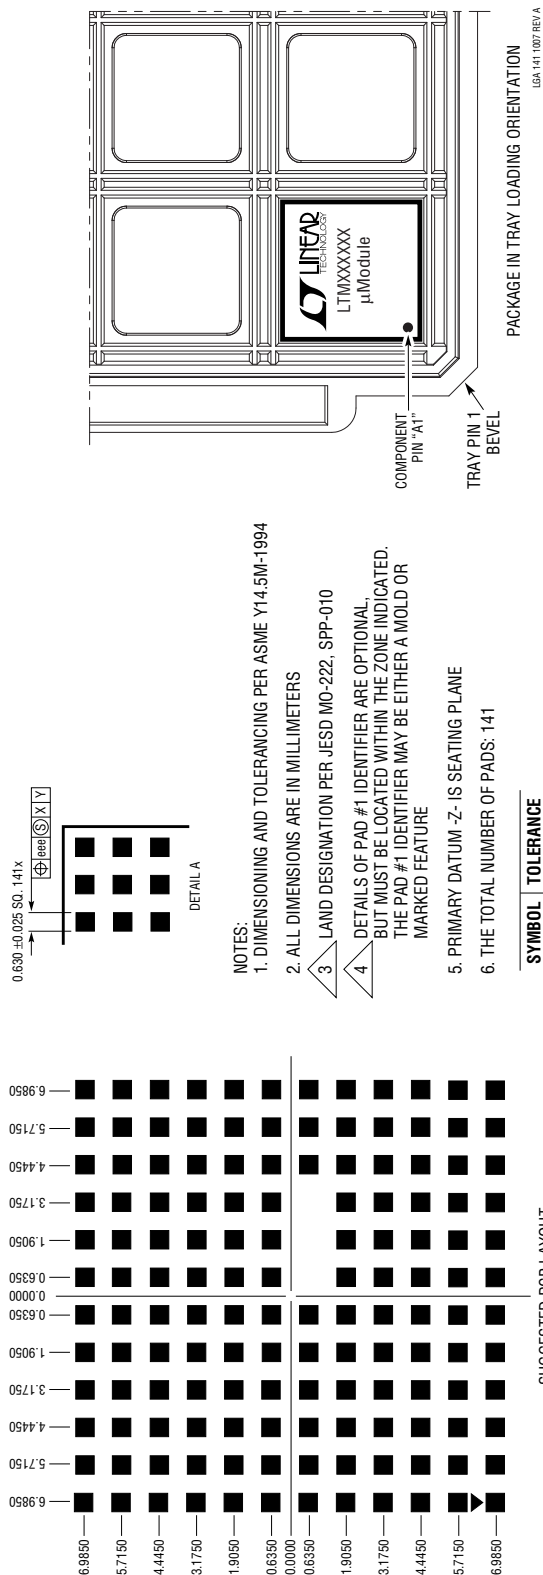 6.9850
5.7150
4.4450
3.1750
1.9050
0.6350
0.0000
0.6350
1.9050
3.1750
4.4450
5.7150
6.9850
6.9850
5.7150
4.4450
3.1750
1.9050
0.6350
0.0000
0.6350
1.9050
3.1750
4.4450
5.7150
6.9850
0.630 ±0.025 SQ. 141x
eee S X Y
DETAIL A
NOTES:
1. DIMENSIONING AND TOLERANCING PER ASME Y14.5M-1994
2. ALL DIMENSIONS ARE IN MILLIMETERS
3 LAND DESIGNATION PER JESD MO-222, SPP-010
4 DETAILS OF PAD #1 IDENTIFIER ARE OPTIONAL,
BUT MUST BE LOCATED WITHIN THE ZONE INDICATED.
THE PAD #1 IDENTIFIER MAY BE EITHER A MOLD OR
MARKED FEATURE
5. PRIMARY DATUM -Z- IS SEATING PLANE
6. THE TOTAL NUMBER OF PADS: 141
SYMBOL TOLERANCE
LINEAR
TECHNOLOGY
LTMXXXXXX
µModule
COMPONENT
PIN “A1”
TRAY PIN 1
BEVEL
PACKAGE IN TRAY LOADING ORIENTATION
LGA 141 1007 REV A